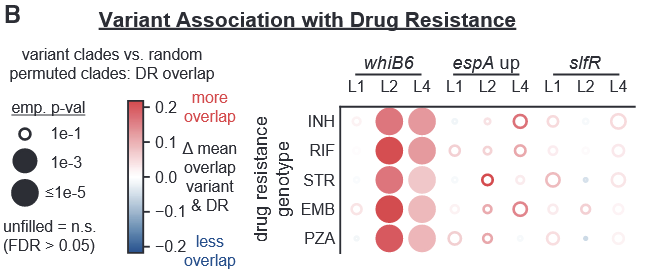 B
Variant Association with Drug Resistance
variant clades vs. random
permuted clades: DR overlap
emp. p-val
1e-1
1e-3
≤1e-5
unfilled = n.s.
(FDR > 0.05)
more
overlap
0.2
0.1
0.0
−0.1
−0.2
Δ mean
overlap
variant
& DR
less
overlap
drug resistance
genotype
whiB6 espA up slfR
L1 L2 L4 L1 L2 L4 L1 L2 L4
INH
RIF
STR
EMB
PZA